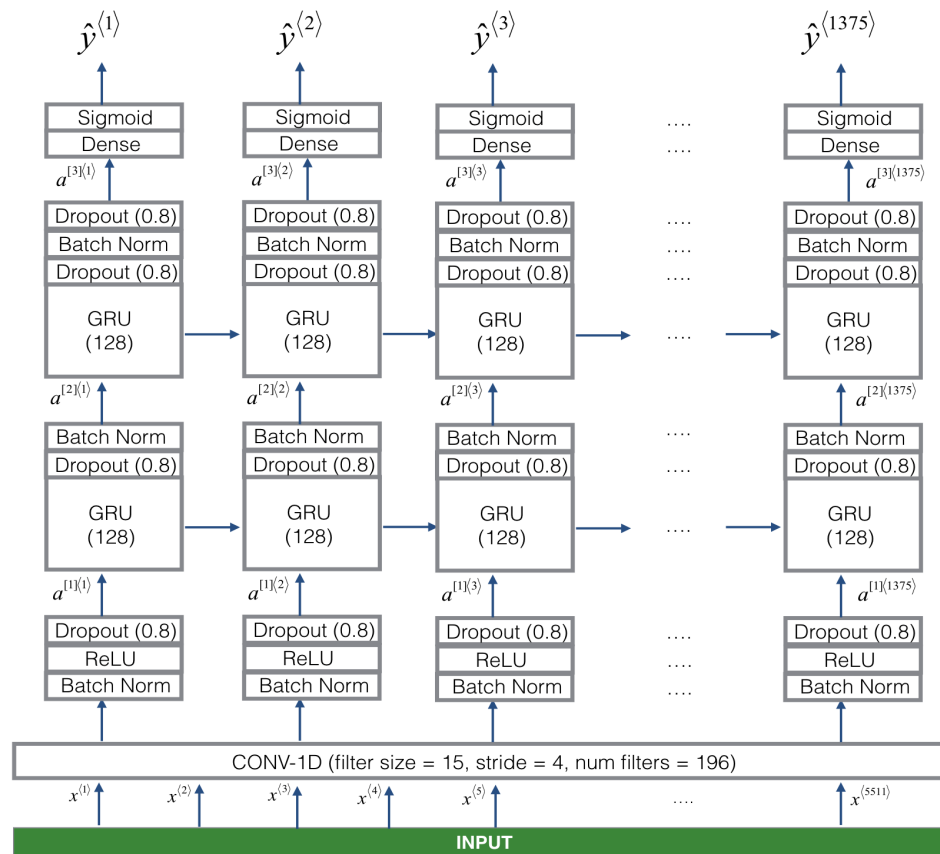 ŷ⟨1⟩ ŷ⟨2⟩ ŷ⟨3⟩ ŷ⟨1375⟩
Sigmoid Sigmoid Sigmoid .... Sigmoid
Dense Dense Dense .... Dense
a[3]⟨1⟩ a[3]⟨2⟩ a[3]⟨3⟩ a[3]⟨1375⟩
Dropout (0.8) Dropout (0.8) Dropout (0.8) .... Dropout (0.8)
Batch Norm Batch Norm Batch Norm .... Batch Norm
Dropout (0.8) Dropout (0.8) Dropout (0.8) .... Dropout (0.8)
GRU GRU GRU GRU
(128) (128) (128) .... (128)
a[2]⟨1⟩ a[2]⟨2⟩ a[2]⟨3⟩ a[2]⟨1375⟩
Batch Norm Batch Norm Batch Norm .... Batch Norm
Dropout (0.8) Dropout (0.8) Dropout (0.8) .... Dropout (0.8)
GRU GRU GRU GRU
(128) (128) (128) .... (128)
a[1]⟨1⟩ a[1]⟨2⟩ a[1]⟨3⟩ a[1]⟨1375⟩
Dropout (0.8) Dropout (0.8) Dropout (0.8) .... Dropout (0.8)
ReLU ReLU ReLU .... ReLU
Batch Norm Batch Norm Batch Norm .... Batch Norm
CONV-1D (filter size = 15, stride = 4, num filters = 196)
x⟨1⟩ x⟨2⟩ x⟨3⟩ x⟨4⟩ x⟨5⟩ .... x⟨5511⟩
INPUT